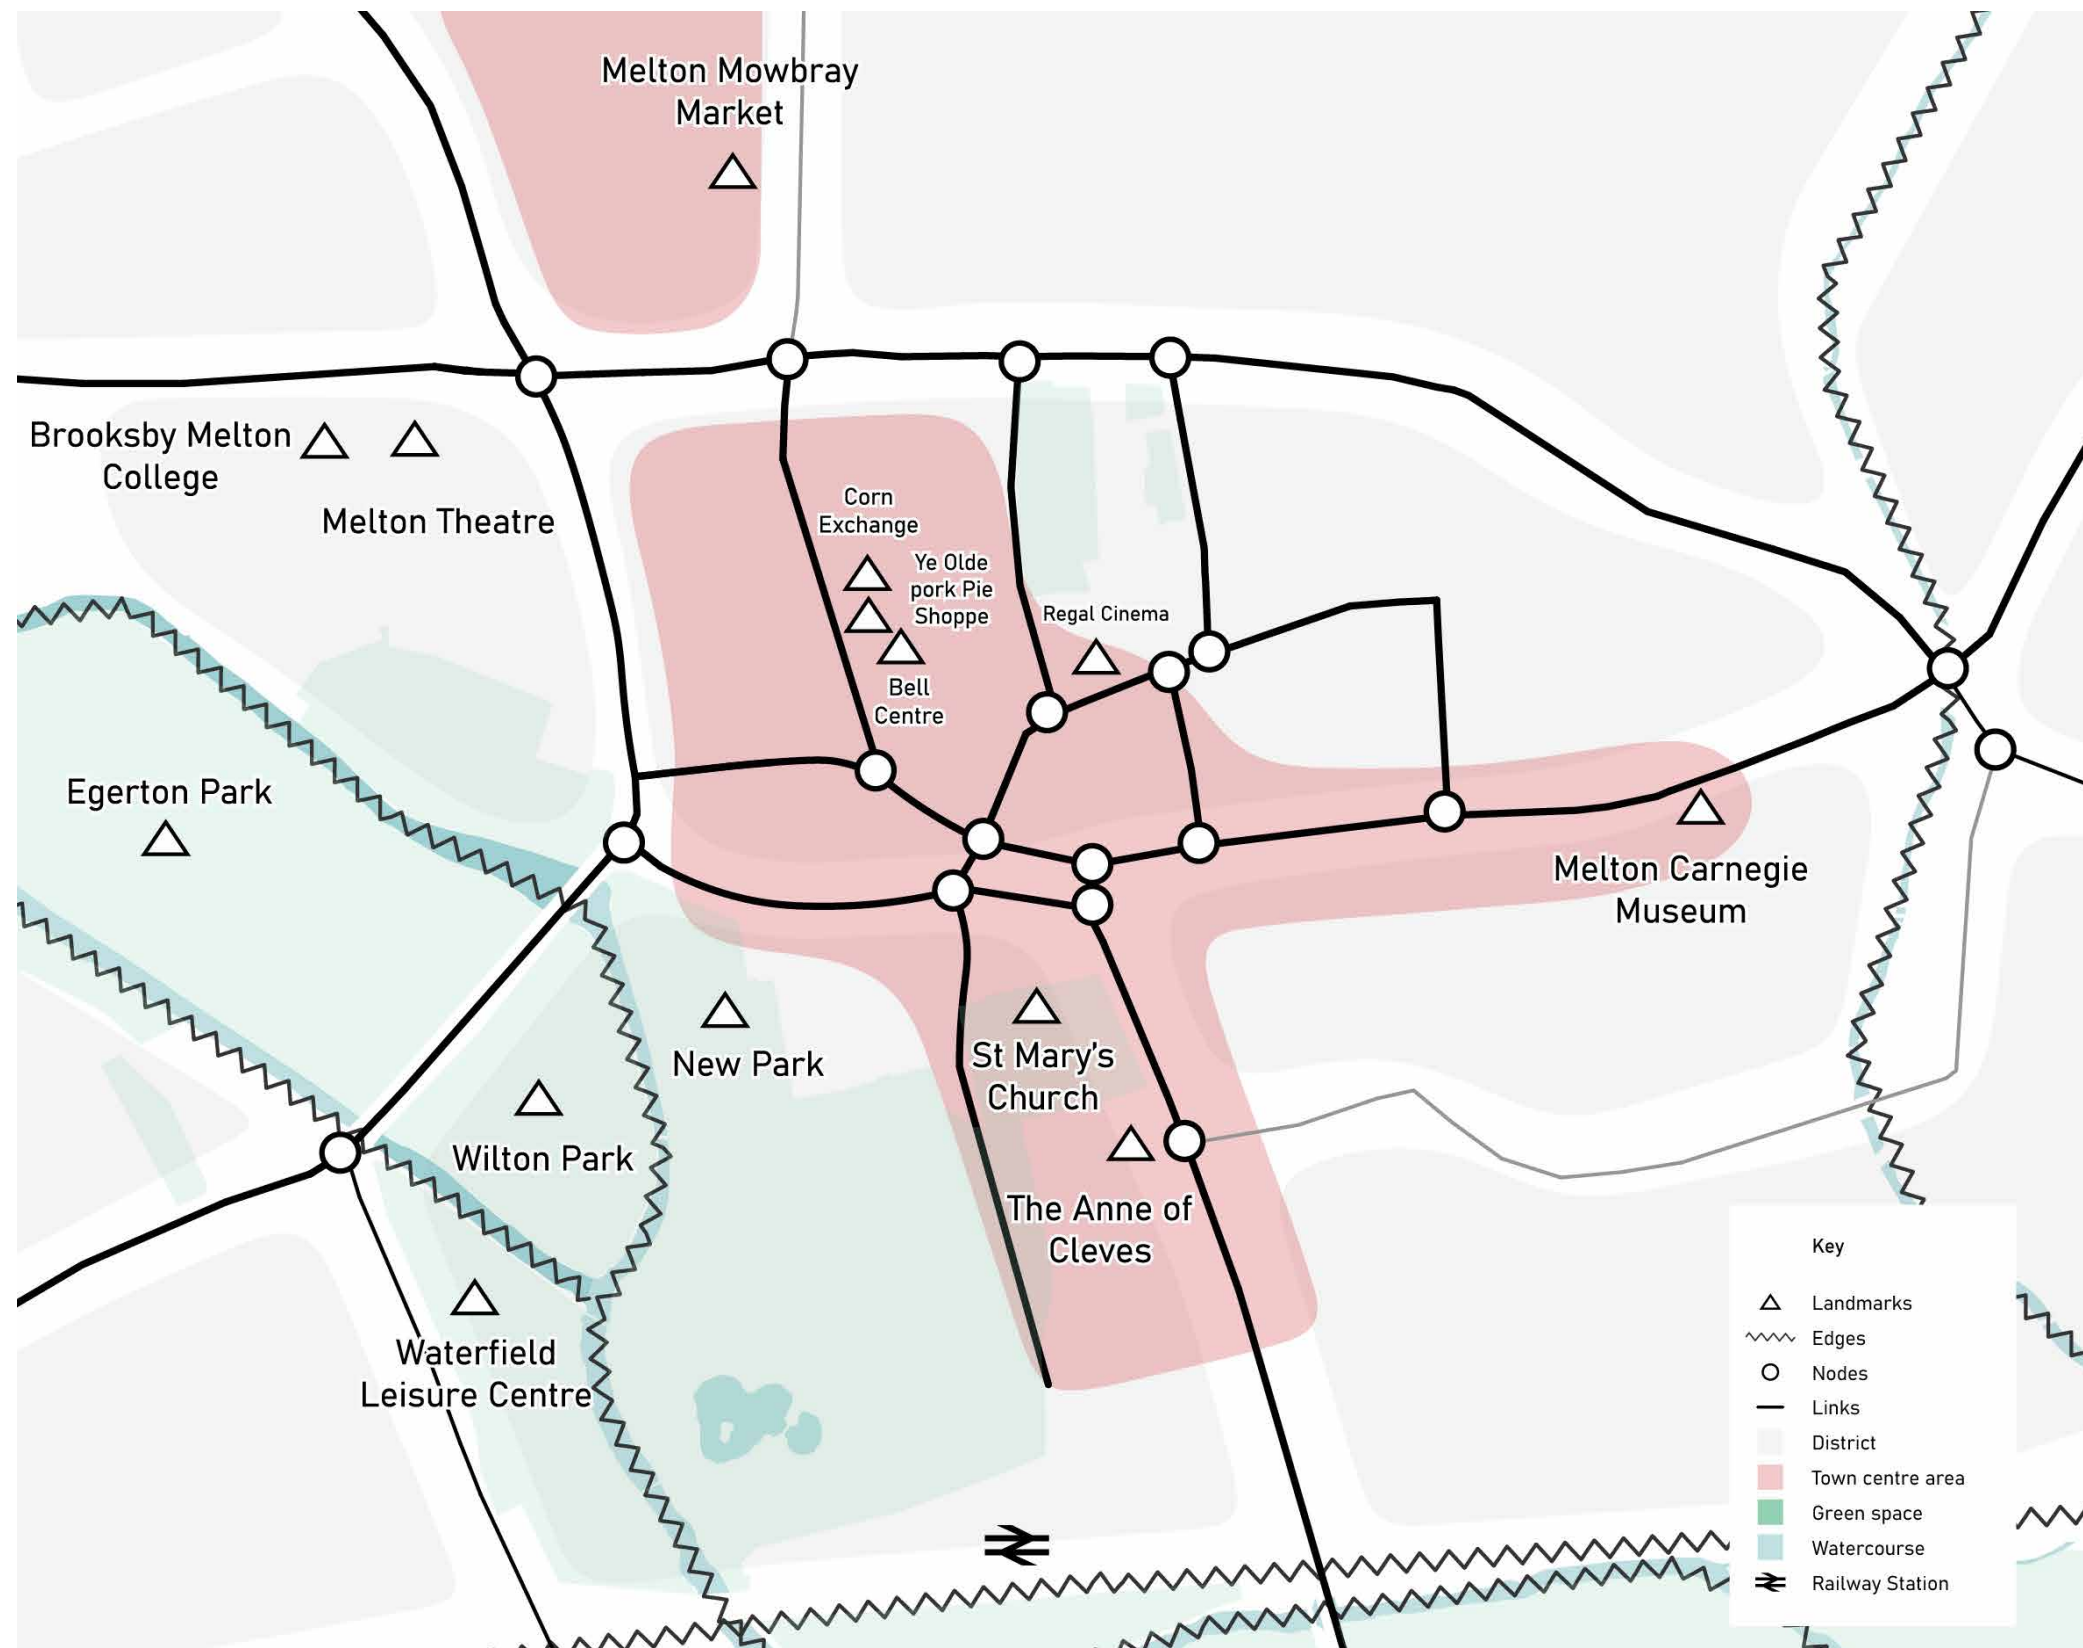 Melton Mowbray
Market
Brooksby Melton
College
Melton Theatre
Corn
Exchange
Ye Olde
pork Pie
Shoppe
Regal Cinema
Bell
Centre
Egerton Park
Melton Carnegie
Museum
New Park
St Mary's
Church
Wilton Park
The Anne of
Cleves
Waterfield
Leisure Centre
Key
Landmarks
Edges
Nodes
Links
District
Town centre area
Green space
Watercourse
Railway Station